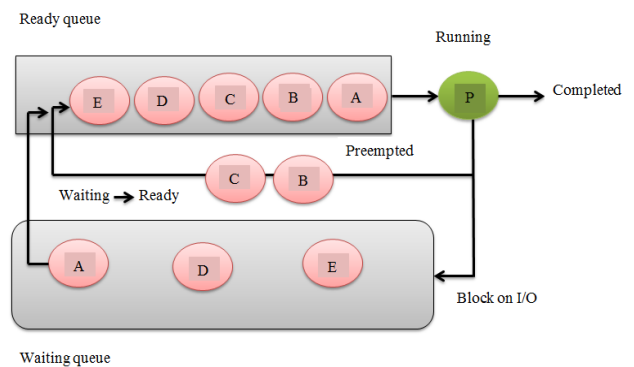 Ready queue
Running
E D C B A
P
Completed
Preempted
C B
Waiting Ready
A D E
Block on I/O
Waiting queue